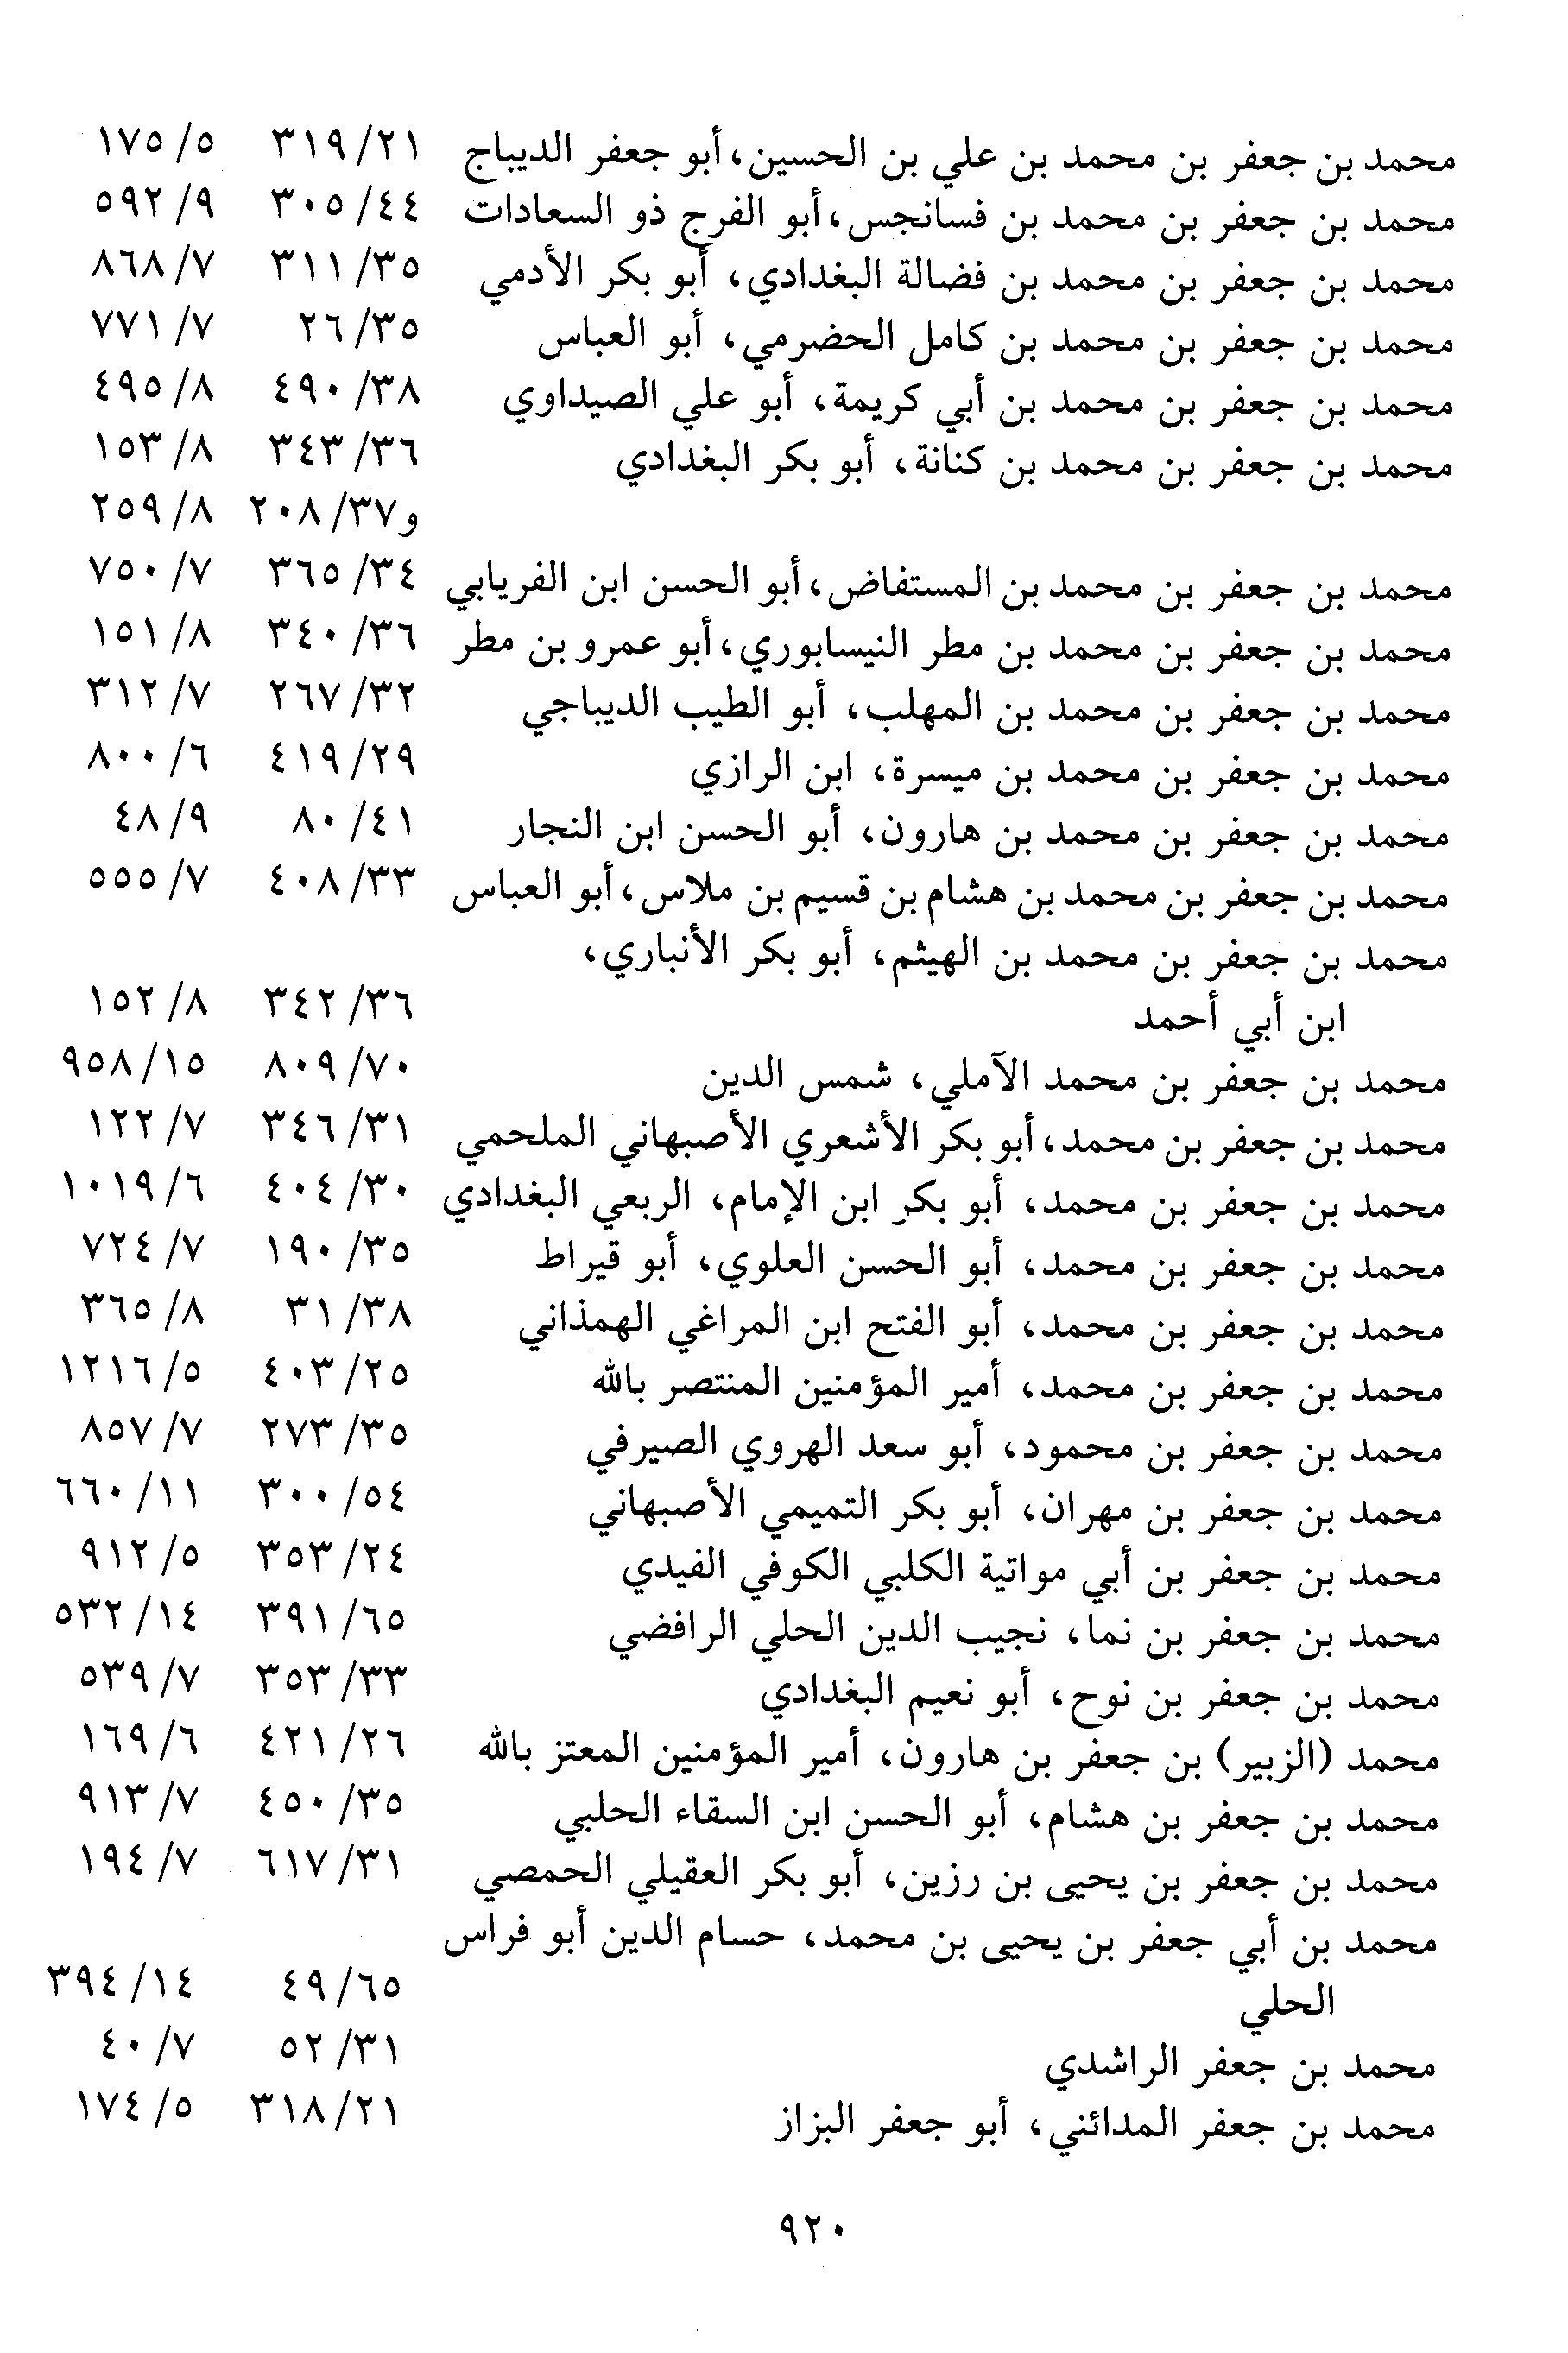 محمد بن جعفر بن محمد بن علي بن الحسين، أبو جعفر الديباج ٣١٩/٢١ ١٧٥/٥
محمد بن جعفر بن محمد بن فسانجس، أبو الفرج ذو السعادات ٣٠٥/٤٤ ٥٩٢/٩
محمد بن جعفر بن محمد بن فضالة البغدادي، أبو بكر الأدمي ٣١١/٣٥ ٨٦٨/٧
محمد بن جعفر بن محمد بن كامل الحضرمي، أبو العباس ٢٦/٣٥ ٧٧١/٧
محمد بن جعفر بن محمد بن أبي كريمة، أبو علي الصيداوي ٤٩٠/٣٨ ٤٩٥/٨
محمد بن جعفر بن محمد بن كنانة، أبو بكر البغدادي ٣٤٣/٣٦ ١٥٣/٨
و٢٠٨/٣٧ ٢٥٩/٨
محمد بن جعفر بن محمد بن المستفاض، أبو الحسن ابن الفريابي ٣٦٥/٣٤ ٧٥٠/٧
محمد بن جعفر بن محمد بن مطر النيسابوري، أبو عمرو بن مطر ٣٤٠/٣٦ ١٥١/٨
محمد بن جعفر بن محمد بن المهلب، أبو الطيب الديباجي ٢٦٧/٣٢ ٣١٢/٧
محمد بن جعفر بن محمد بن ميسرة، ابن الرازي ٤١٩/٢٩ ٨٠٠/٦
محمد بن جعفر بن محمد بن هارون، أبو الحسن ابن النجار ٨٠/٤١ ٤٨/٩
محمد بن جعفر بن محمد بن هشام بن قسيم بن ملاس، أبو العباس ٤٠٨/٣٣ ٥٥٥/٧
محمد بن جعفر بن محمد بن الهيثم، أبو بكر الأنباري،
ابن أبي أحمد ٣٤٢/٣٦ ١٥٢/٨
محمد بن جعفر بن محمد الآملي، شمس الدين ٨٠٩/٧٠ ٩٥٨/١٥
محمد بن جعفر بن محمد، أبو بكر الأشعري الأصبهاني الملحمي ٣٤٦/٣١ ١٢٢/٧
محمد بن جعفر بن محمد، أبو بكر ابن الإمام، الربعي البغدادي ٤٠٤/٣٠ ١٠١٩/٦
محمد بن جعفر بن محمد، أبو الحسن العلوي، أبو قيراط ١٩٠/٣٥ ٧٢٤/٧
محمد بن جعفر بن محمد، أبو الفتح ابن المراغي الهمذاني ٣١/٣٨ ٣٦٥/٨
محمد بن جعفر بن محمد، أمير المؤمنين المنتصر بالله ٤٠٣/٢٥ ١٢١٦/٥
محمد بن جعفر بن محمود، أبو سعد الهروي الصيرفي ٢٧٣/٣٥ ٨٥٧/٧
محمد بن جعفر بن مهران، أبو بكر التميمي الأصبهاني ٣٠٠/٥٤ ٦٦٠/١١
محمد بن جعفر بن أبي مواتية الكلبي الكوفي الفيدي ٣٥٣/٢٤ ٩١٢/٥
محمد بن جعفر بن نما، نجيب الدين الحلي الرافضي ٣٩١/٦٥ ٥٣٢/١٤
محمد بن جعفر بن نوح، أبو نعيم البغدادي ٣٥٣/٣٣ ٥٣٩/٧
محمد (الزبير) بن جعفر بن هارون، أمير المؤمنين المعتز بالله ٤٢١/٢٦ ١٦٩/٦
محمد بن جعفر بن هشام، أبو الحسن ابن السقاء الحلبي ٤٥٠/٣٥ ٩١٣/٧
محمد بن جعفر بن يحيى بن رزين، أبو بكر العقيلي الحمصي ٦١٧/٣١ ١٩٤/٧
محمد بن أبي جعفر بن يحيى بن محمد، حسام الدين أبو فراس
الحلي ٤٩/٦٥ ٣٩٤/١٤
محمد بن جعفر الراشدي ٥٢/٣١ ٤٠/٧
محمد بن جعفر المدائني، أبو جعفر البزاز ٣١٨/٢١ ١٧٤/٥
٩٢٠